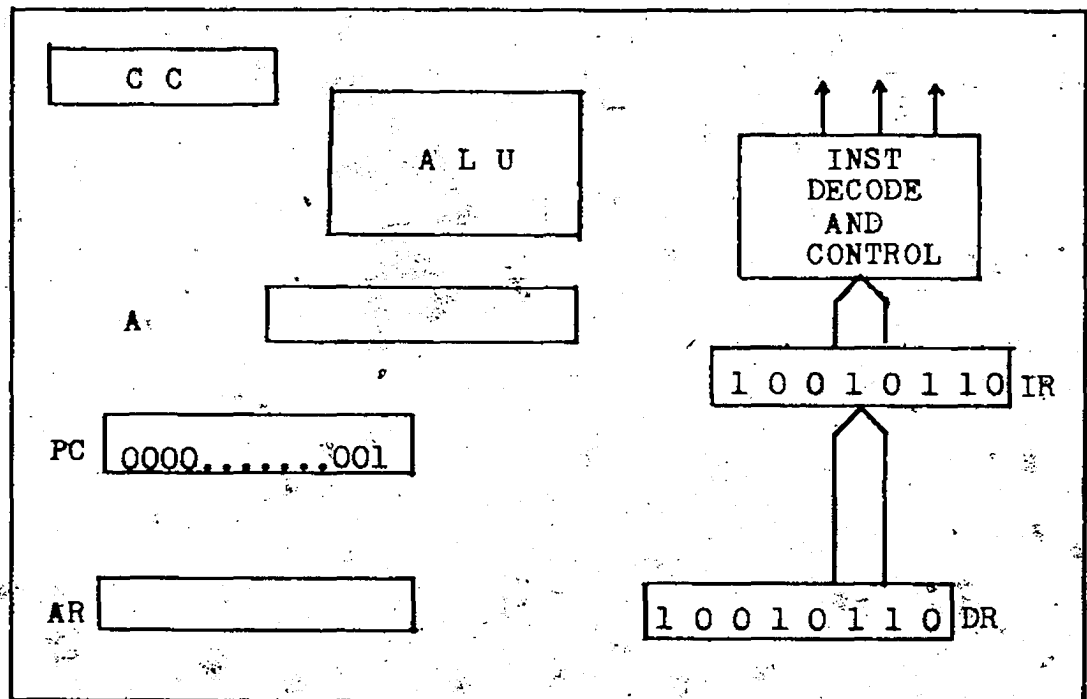 C C
A L U
INST
DECODE
AND
CONTROL
A
1 0 0 1 0 1 1 0 IR
PC 0000.......001
AR
1 0 0 1 0 1 1 0 DR